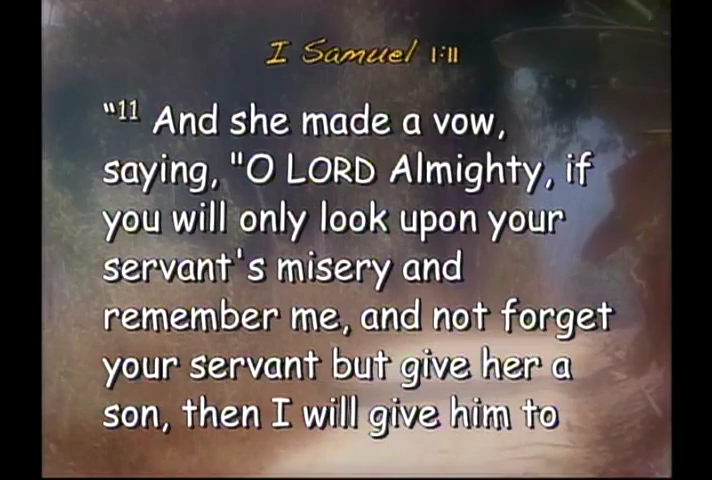 I Samuel 1:11
"11 And she made a vow,
saying, "O LORD Almighty, if
you will only look upon your
servant's misery and
remember me, and not forget
your servant but give her a
son, then I will give him to